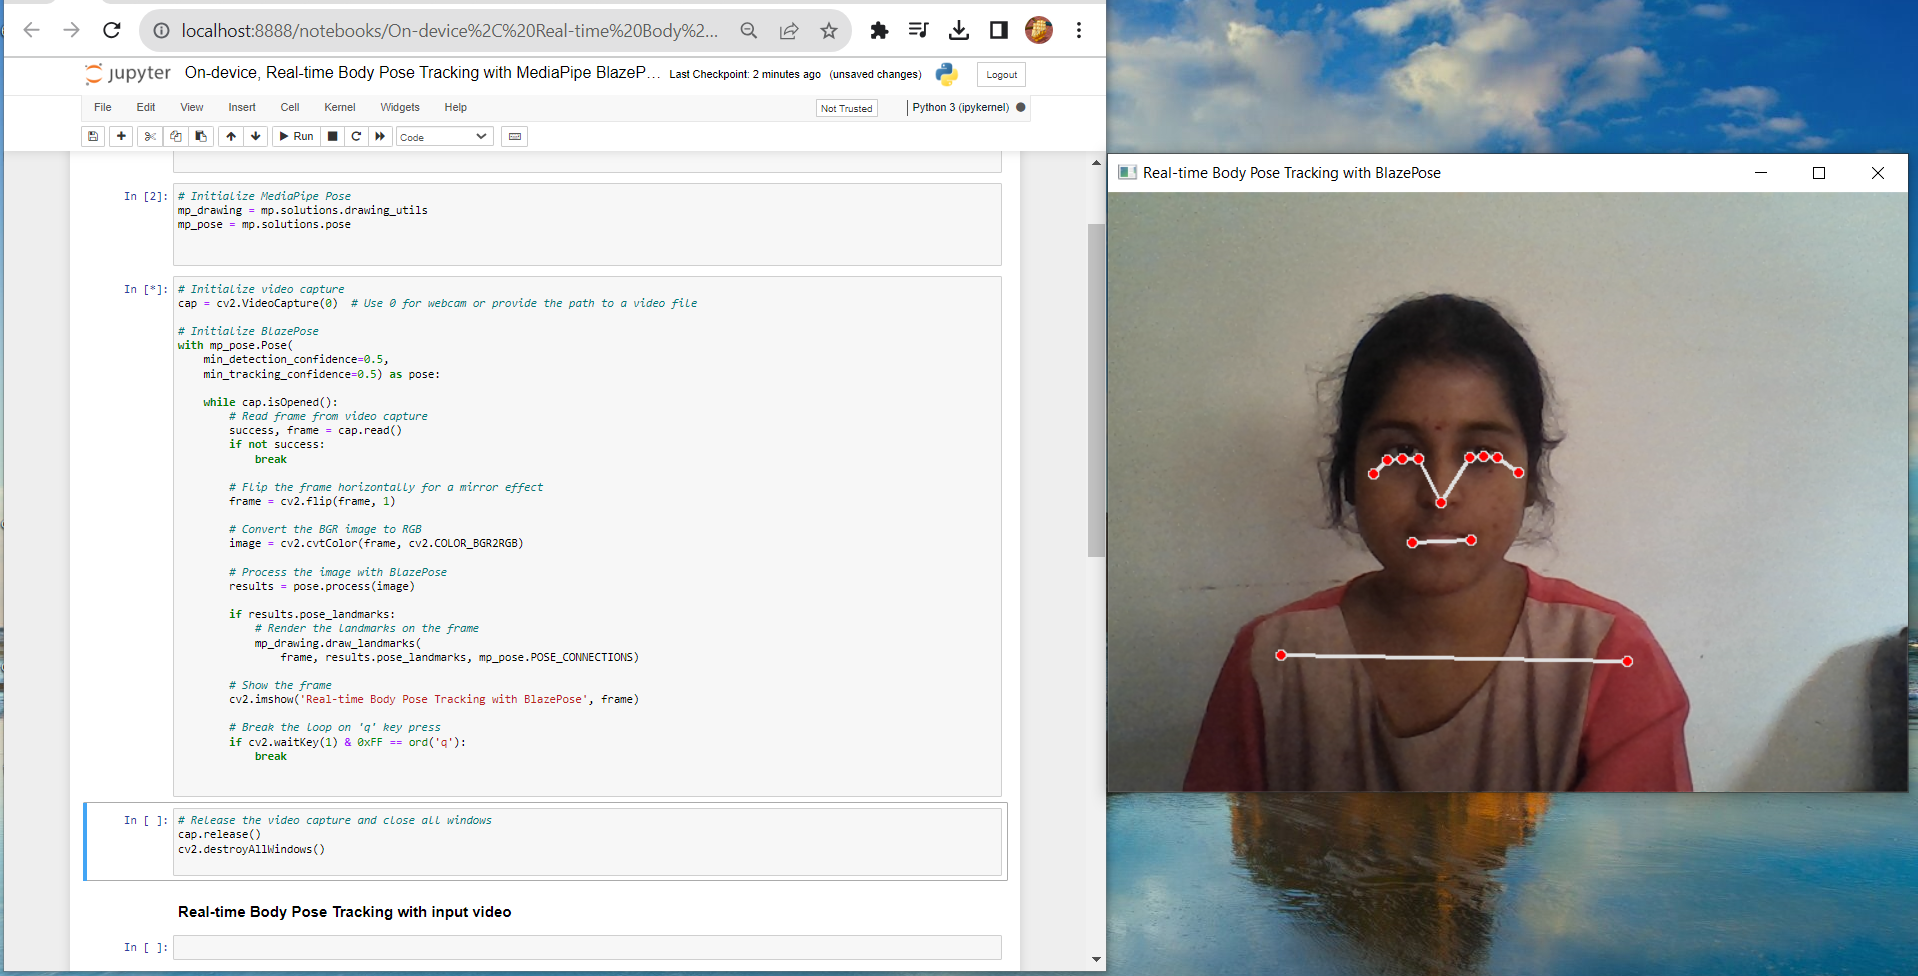 localhost:8888/notebooks/On-device%2C%20Real-time%20Body%2...
jupyter On-device, Real-time Body Pose Tracking with MediaPipe BlazeP... Last Checkpoint: 2 minutes ago (unsaved changes) Logout
File Edit View Insert Cell Kernel Widgets Help Not Trusted Python 3 (ipykernel)
Run Code
In [2]: # Initialize MediaPipe Pose
mp_drawing = mp.solutions.drawing_utils
mp_pose = mp.solutions.pose
In [*]: # Initialize video capture
cap = cv2.VideoCapture(0)  # Use 0 for webcam or provide the path to a video file
# Initialize BlazePose
with mp_pose.Pose(
    min_detection_confidence=0.5,
    min_tracking_confidence=0.5) as pose:
    while cap.isOpened():
        # Read frame from video capture
        success, frame = cap.read()
        if not success:
            break
        # Flip the frame horizontally for a mirror effect
        frame = cv2.flip(frame, 1)
        # Convert the BGR image to RGB
        image = cv2.cvtColor(frame, cv2.COLOR_BGR2RGB)
        # Process the image with BlazePose
        results = pose.process(image)
        if results.pose_landmarks:
            # Render the landmarks on the frame
            mp_drawing.draw_landmarks(
                frame, results.pose_landmarks, mp_pose.POSE_CONNECTIONS)
        # Show the frame
        cv2.imshow('Real-time Body Pose Tracking with BlazePose', frame)
        # Break the loop on 'q' key press
        if cv2.waitKey(1) & 0xFF == ord('q'):
            break
In [ ]: # Release the video capture and close all windows
cap.release()
cv2.destroyAllWindows()
Real-time Body Pose Tracking with input video
In [ ]:
Real-time Body Pose Tracking with BlazePose